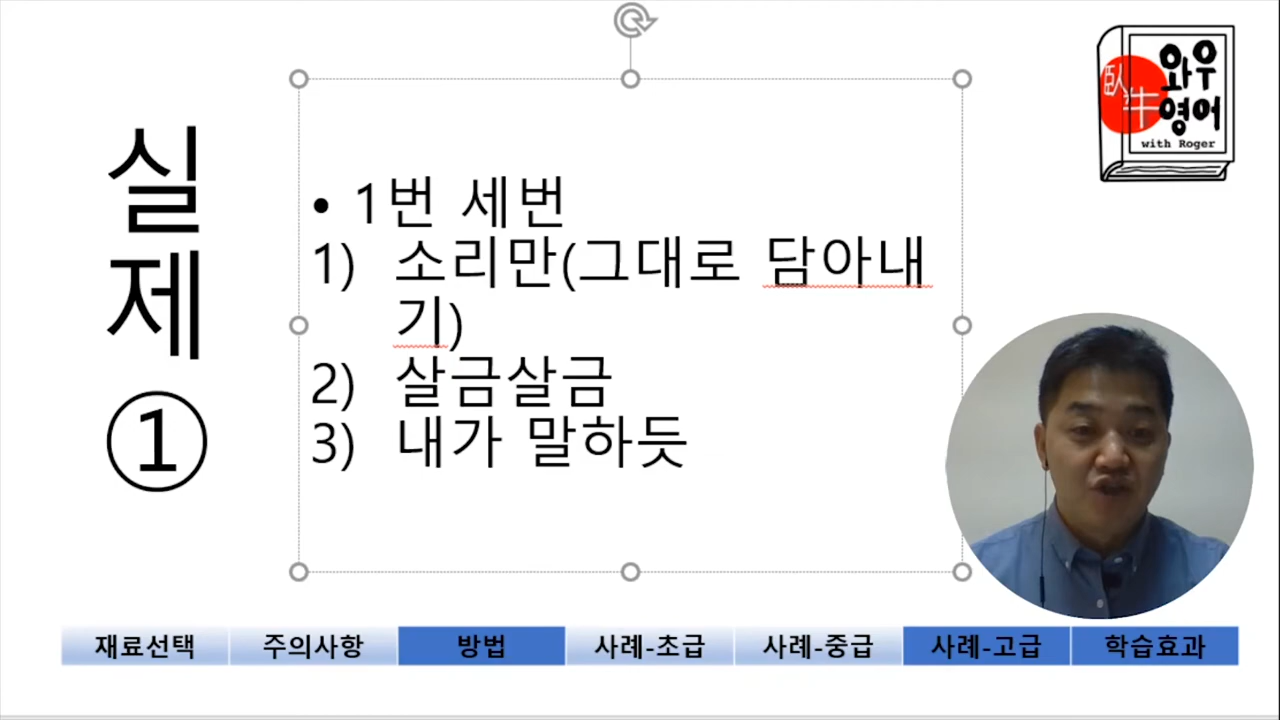 실
제
①
• 1번 세번
1) 소리만(그대로 담아내
기)
2) 살금살금
3) 내가 말하듯
臥牛
와우
영어
with Roger
재료선택 주의사항 방법 사례-초급 사례-중급 사례-고급 학습효과